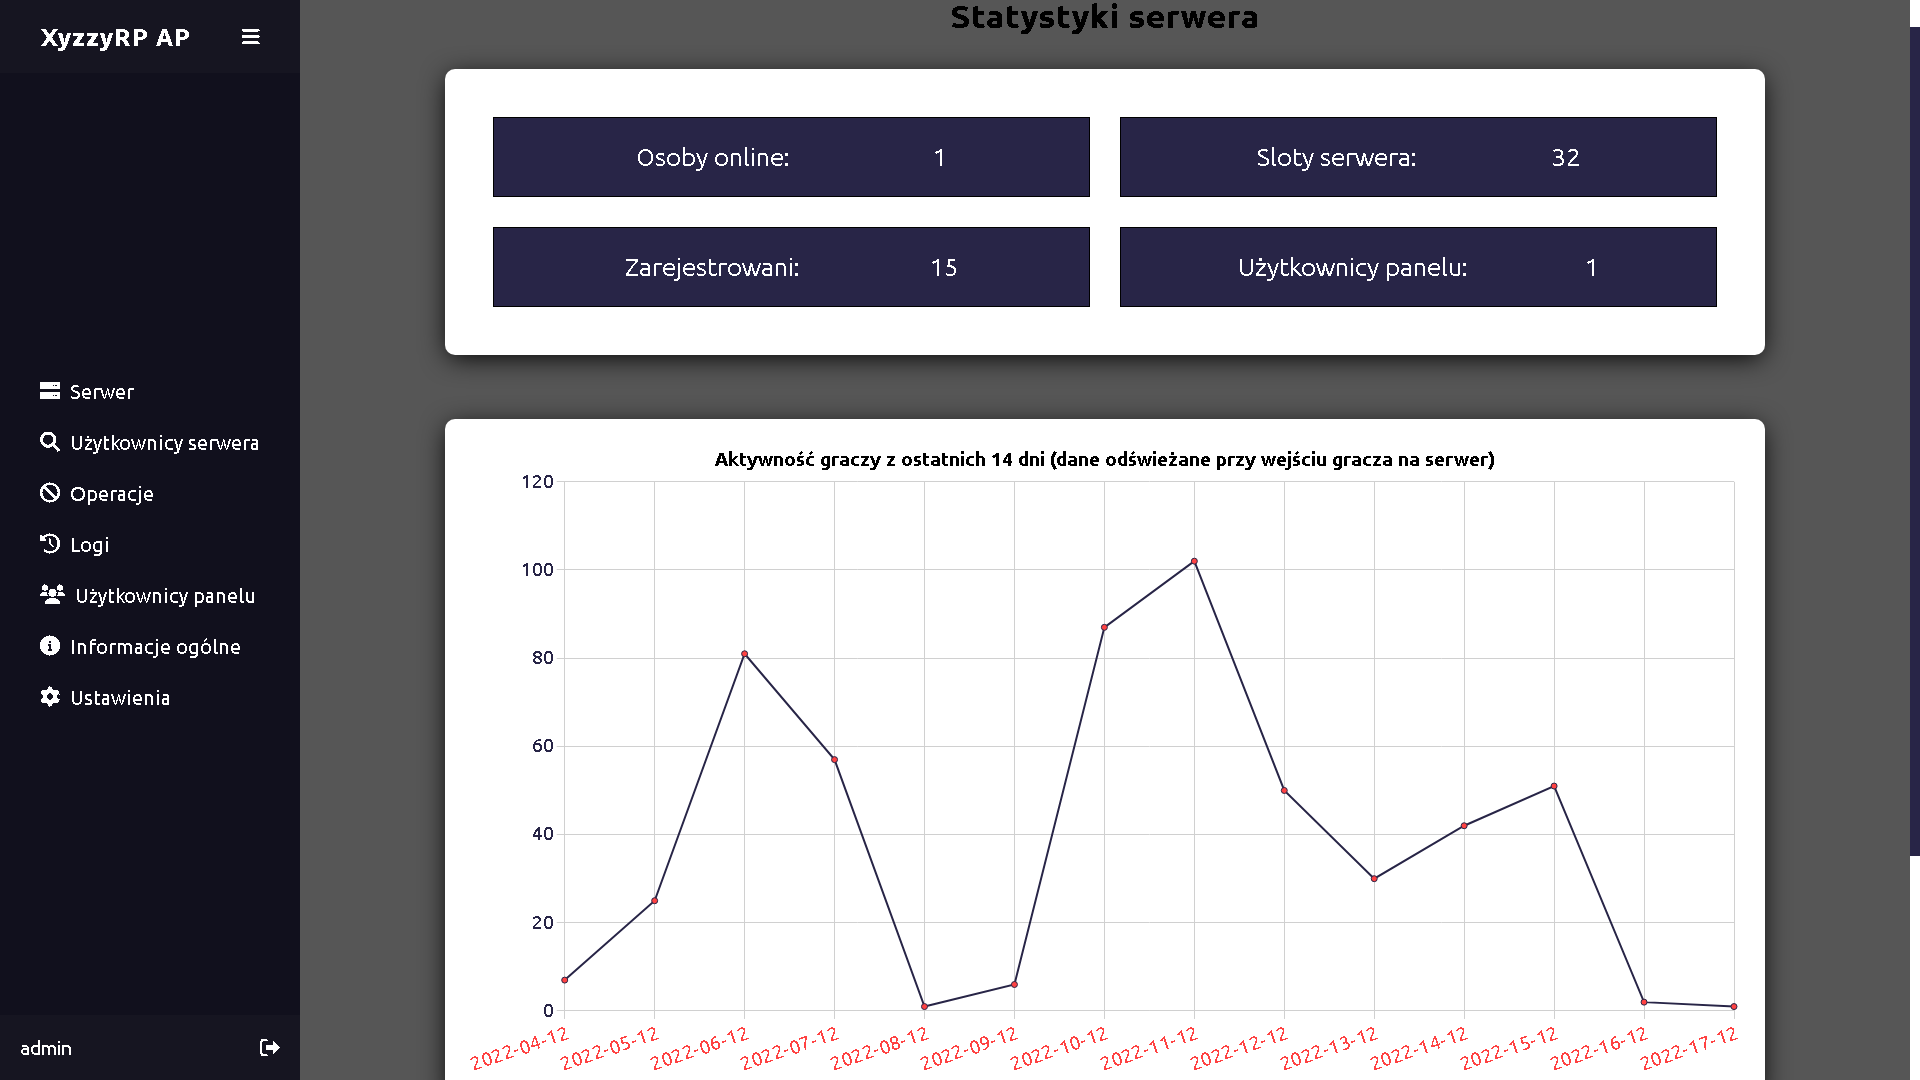 XyzzyRP AP
Serwer
Użytkownicy serwera
Operacje
Logi
Użytkownicy panelu
Informacje ogólne
Ustawienia
admin
Statystyki serwera
Osoby online: 1
Sloty serwera: 32
Zarejestrowani: 15
Użytkownicy panelu: 1
Aktywność graczy z ostatnich 14 dni (dane odświeżane przy wejściu gracza na serwer)
120
100
80
60
40
20
0
2022-04-12
2022-05-12
2022-06-12
2022-07-12
2022-08-12
2022-09-12
2022-10-12
2022-11-12
2022-12-12
2022-13-12
2022-14-12
2022-15-12
2022-16-12
2022-17-12